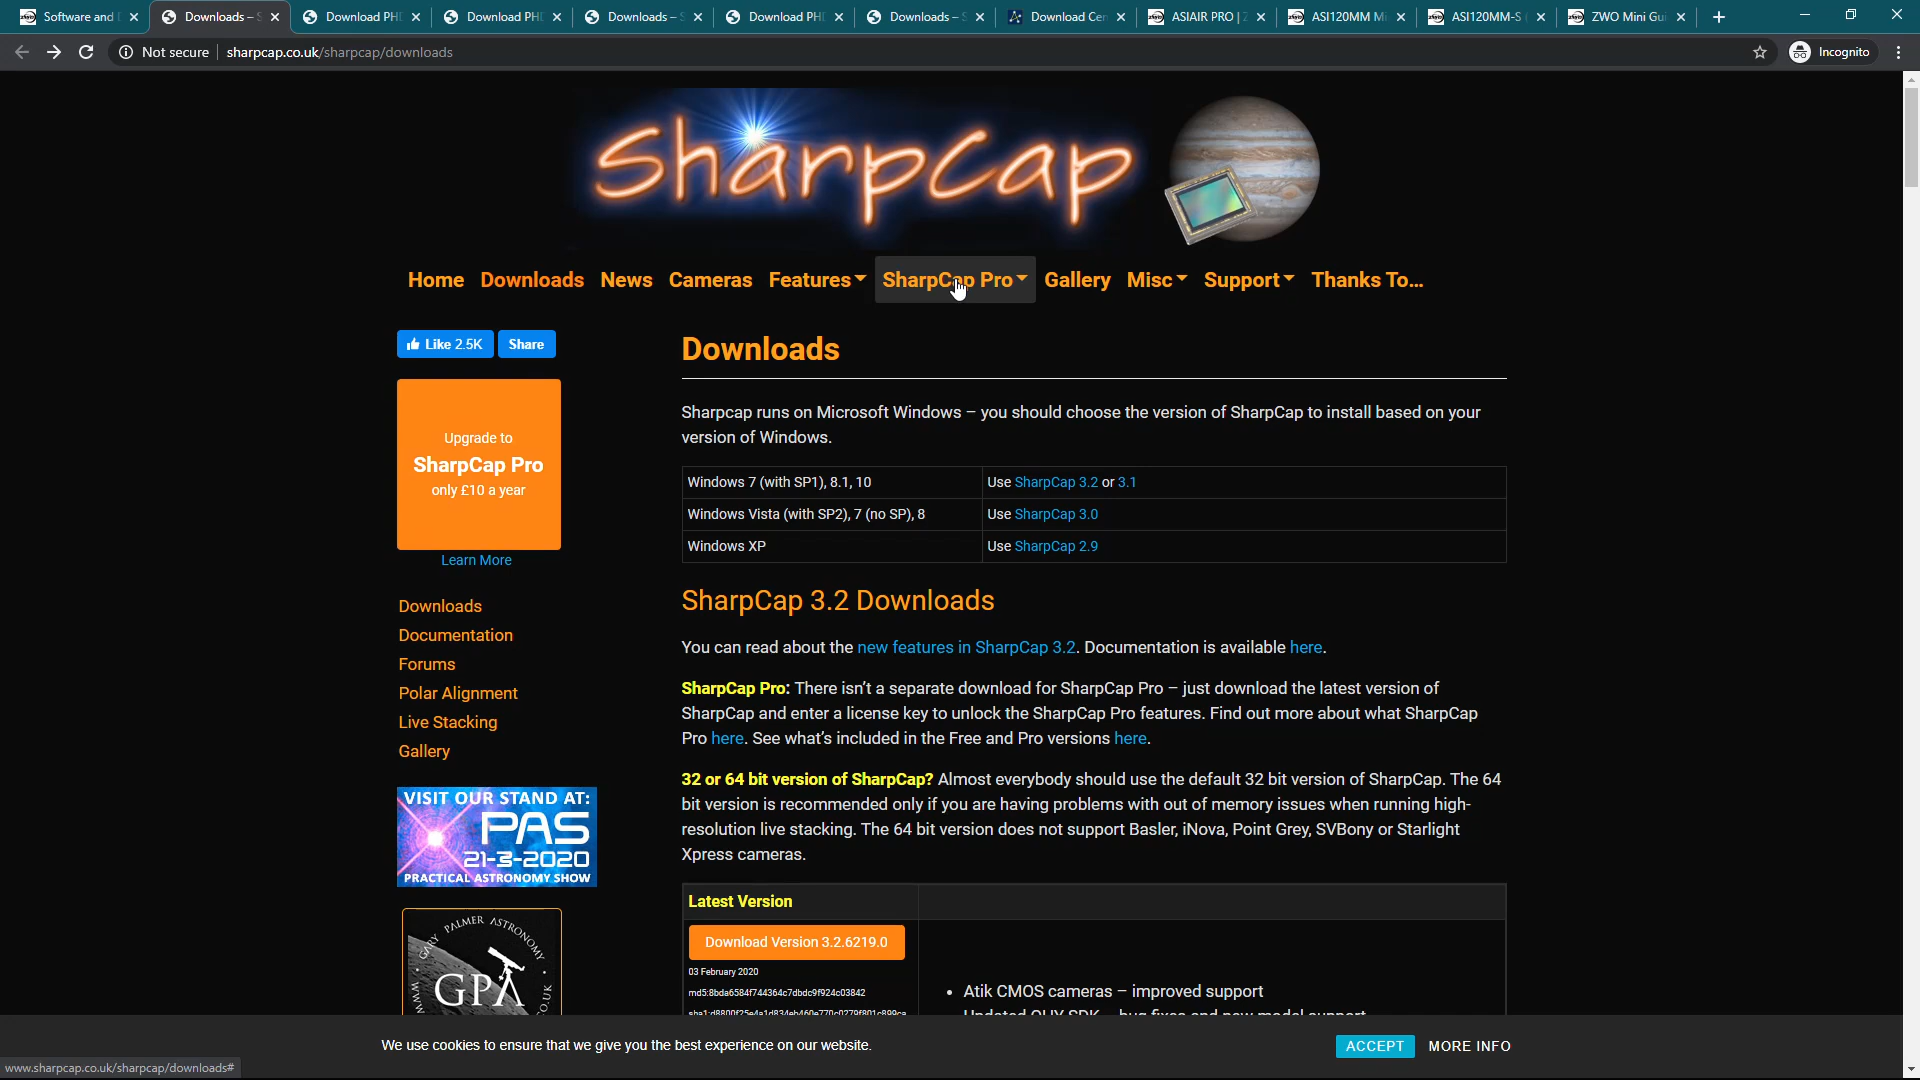 Software and
Downloads – S
Download PH
Download PH
Downloads – S
Download PH
Downloads – S
Download Cen
ASIAIR PRO | Z
ASI120MM M
ASI120MM-S
ZWO Mini Gu
Not secure
sharpcap.co.uk/sharpcap/downloads
Incognito
SharpCap
Home Downloads News Cameras Features SharpCap Pro Gallery Misc Support Thanks To...
Like 2.5K
Share
Upgrade to
SharpCap Pro
only £10 a year
Learn More
Downloads
Documentation
Forums
Polar Alignment
Live Stacking
Gallery
VISIT OUR STAND AT:
PAS
21-3-2020
PRACTICAL ASTRONOMY SHOW
GARY PALMER ASTRONOMY
GPA
WWW.
.CO.UK
Downloads
Sharpcap runs on Microsoft Windows – you should choose the version of SharpCap to install based on your
version of Windows.
Windows 7 (with SP1), 8.1, 10 Use SharpCap 3.2 or 3.1
Windows Vista (with SP2), 7 (no SP), 8 Use SharpCap 3.0
Windows XP Use SharpCap 2.9
SharpCap 3.2 Downloads
You can read about the new features in SharpCap 3.2. Documentation is available here.
SharpCap Pro: There isn't a separate download for SharpCap Pro – just download the latest version of
SharpCap and enter a license key to unlock the SharpCap Pro features. Find out more about what SharpCap
Pro here. See what's included in the Free and Pro versions here.
32 or 64 bit version of SharpCap? Almost everybody should use the default 32 bit version of SharpCap. The 64
bit version is recommended only if you are having problems with out of memory issues when running high-
resolution live stacking. The 64 bit version does not support Basler, iNova, Point Grey, SVBony or Starlight
Xpress cameras.
Latest Version
Download Version 3.2.6219.0
03 February 2020
md5:8bda6584f744364c7dbdc9f924c03842
Atik CMOS cameras – improved support
We use cookies to ensure that we give you the best experience on our website.
ACCEPT
MORE INFO
www.sharpcap.co.uk/sharpcap/downloads#